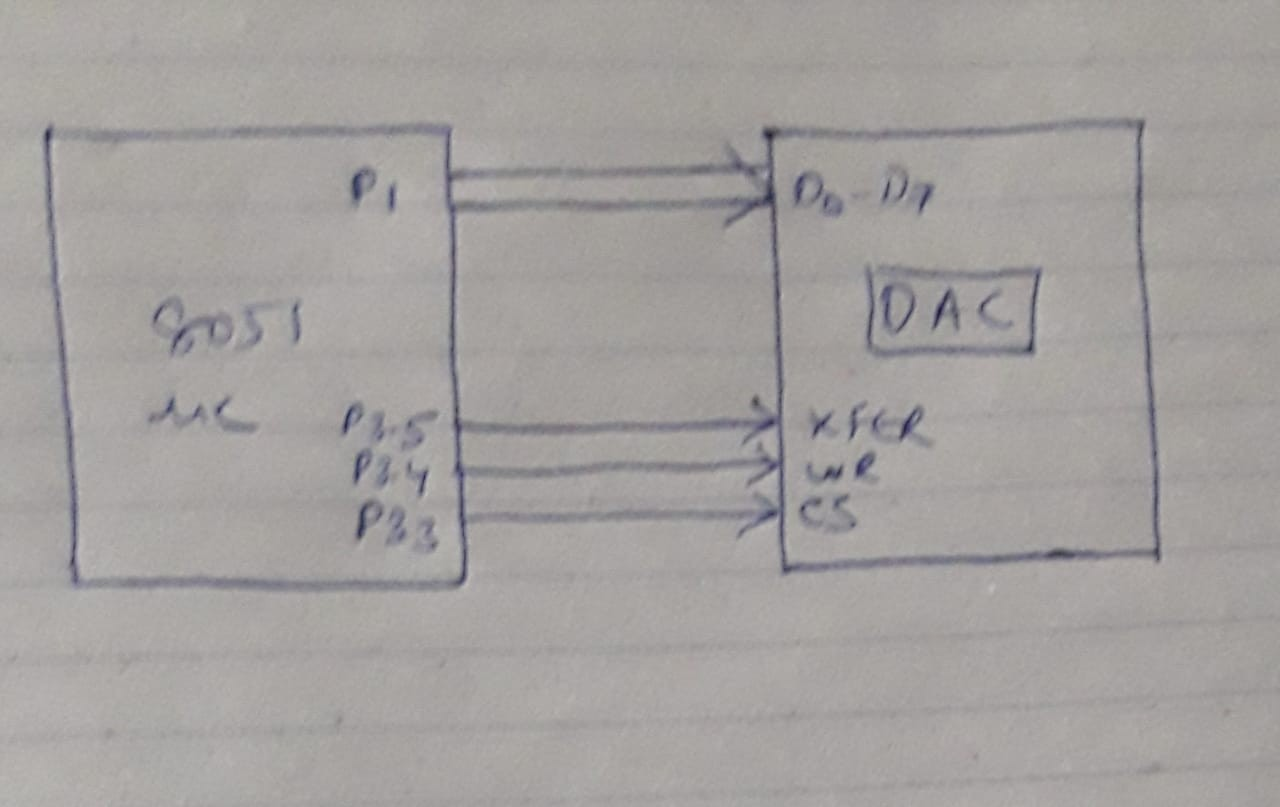 P1
D0-D7
8051
DAC
μc
P3.5
XFER
P3.4
WR
P3.3
CS